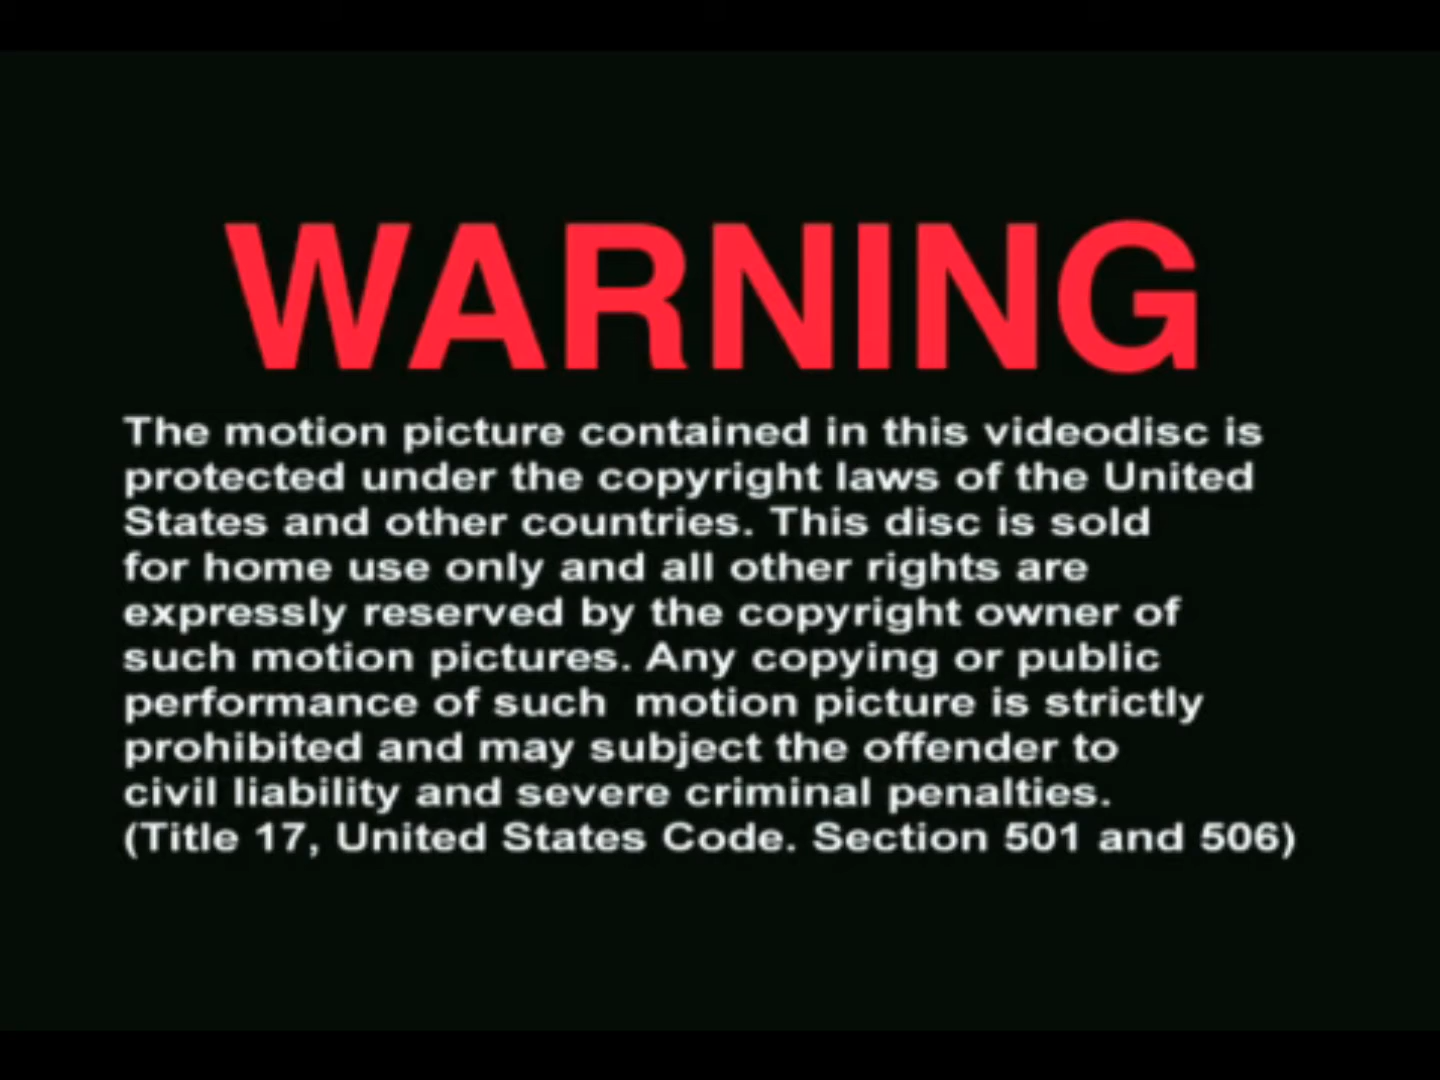 WARNING
The motion picture contained in this videodisc is
protected under the copyright laws of the United
States and other countries. This disc is sold
for home use only and all other rights are
expressly reserved by the copyright owner of
such motion pictures. Any copying or public
performance of such  motion picture is strictly
prohibited and may subject the offender to
civil liability and severe criminal penalties.
(Title 17, United States Code. Section 501 and 506)